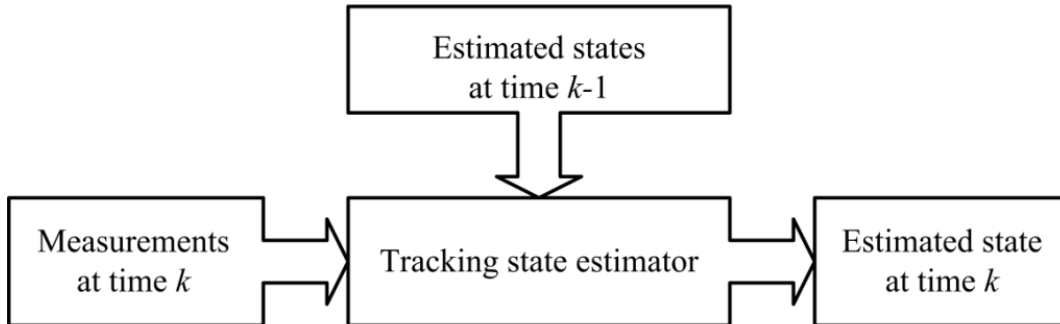 Estimated states
at time k-1
Measurements
at time k
Tracking state estimator
Estimated state
at time k